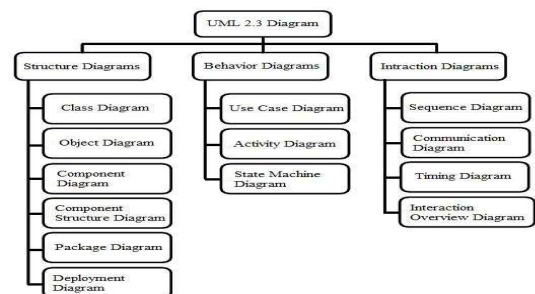 UML 2.3 Diagram
Structure Diagrams
Behavior Diagrams
Intraction Diagrams
Class Diagram
Object Diagram
Component
Diagram
Component
Structure Diagram
Package Diagram
Deployment
Diagram
Use Case Diagram
Activity Diagram
State Machine
Diagram
Sequence Diagram
Communication
Diagram
Timing Diagram
Interaction
Overview Diagram